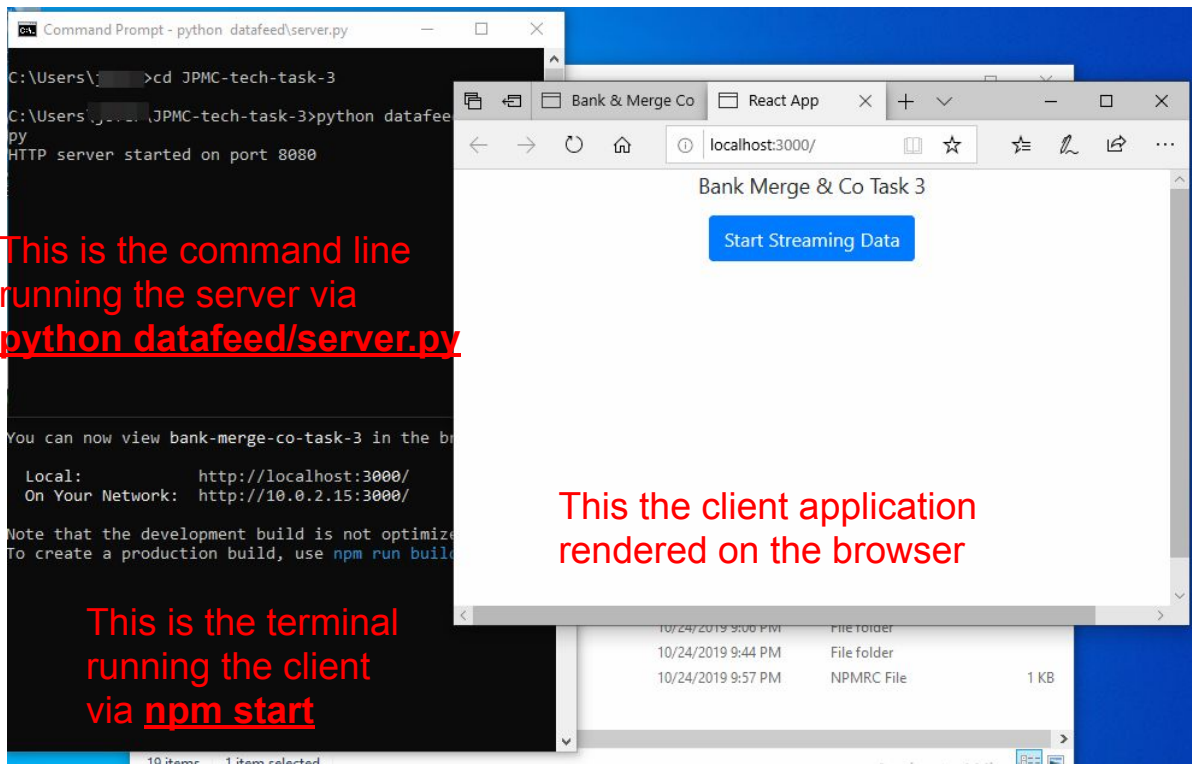 Command Prompt - python datafeed\server.py
C:\Users\j >cd JPMC-tech-task-3
C:\Users \JPMC-tech-task-3>python datafee
py
HTTP server started on port 8080
This is the command line
running the server via
python datafeed/server.py
You can now view bank-merge-co-task-3 in the br
Local: http://localhost:3000/
On Your Network: http://10.0.2.15:3000/
Note that the development build is not optimize
To create a production build, use npm run build
This is the terminal
running the client
via npm start
Bank & Merge Co
React App
localhost:3000/
Bank Merge & Co Task 3
Start Streaming Data
This the client application
rendered on the browser
10/24/2019 9:06 PM File folder
10/24/2019 9:44 PM File folder
10/24/2019 9:57 PM NPMRC File 1 KB
19 items 1 item selected